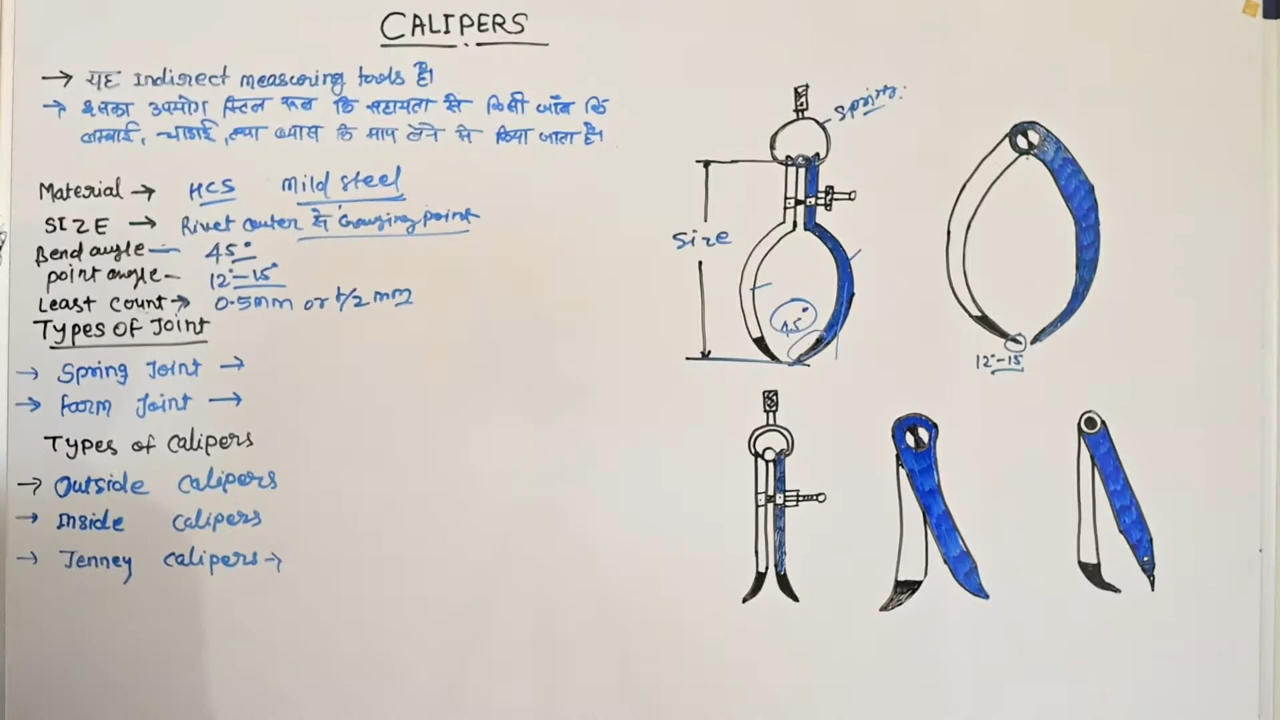 CALIPERS
→ यह Indirect measuring tools है।
→ इसका उपयोग स्टिल रूल कि सहायता से किसी जॉब कि
लम्बाई, चौडाई, तथा व्यास कि माप लेने से किया जाता है।
Material → HCS Mild steel
SIZE → Rivet center से Gauging point
Bend angle — 45°
point angle — 12°-15°
Least count → 0.5mm or 1/2 mm
Types of Joint
→ Spring Joint →
→ Farm Joint →
Types of calipers
→ Outside calipers
→ Inside calipers
→ Jenney calipers →
Spring
Size
45°
12°-15